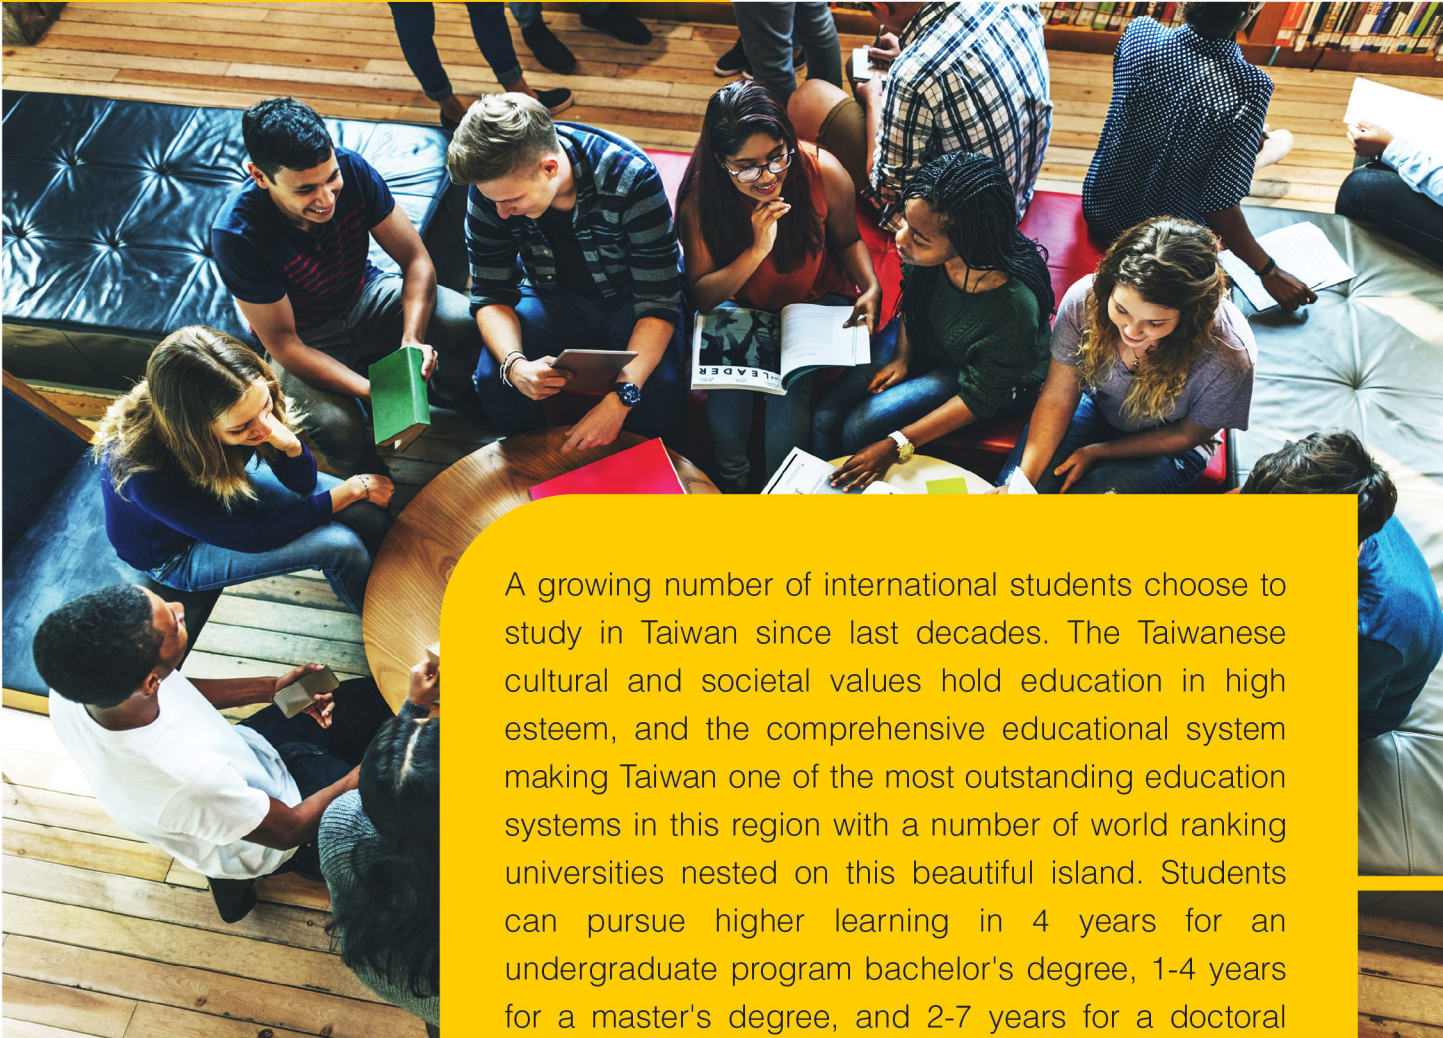 LEADER
A growing number of international students choose to
study in Taiwan since last decades. The Taiwanese
cultural and societal values hold education in high
esteem, and the comprehensive educational system
making Taiwan one of the most outstanding education
systems in this region with a number of world ranking
universities nested on this beautiful island. Students
can pursue higher learning in 4 years for an
undergraduate program bachelor's degree, 1-4 years
for a master's degree, and 2-7 years for a doctoral